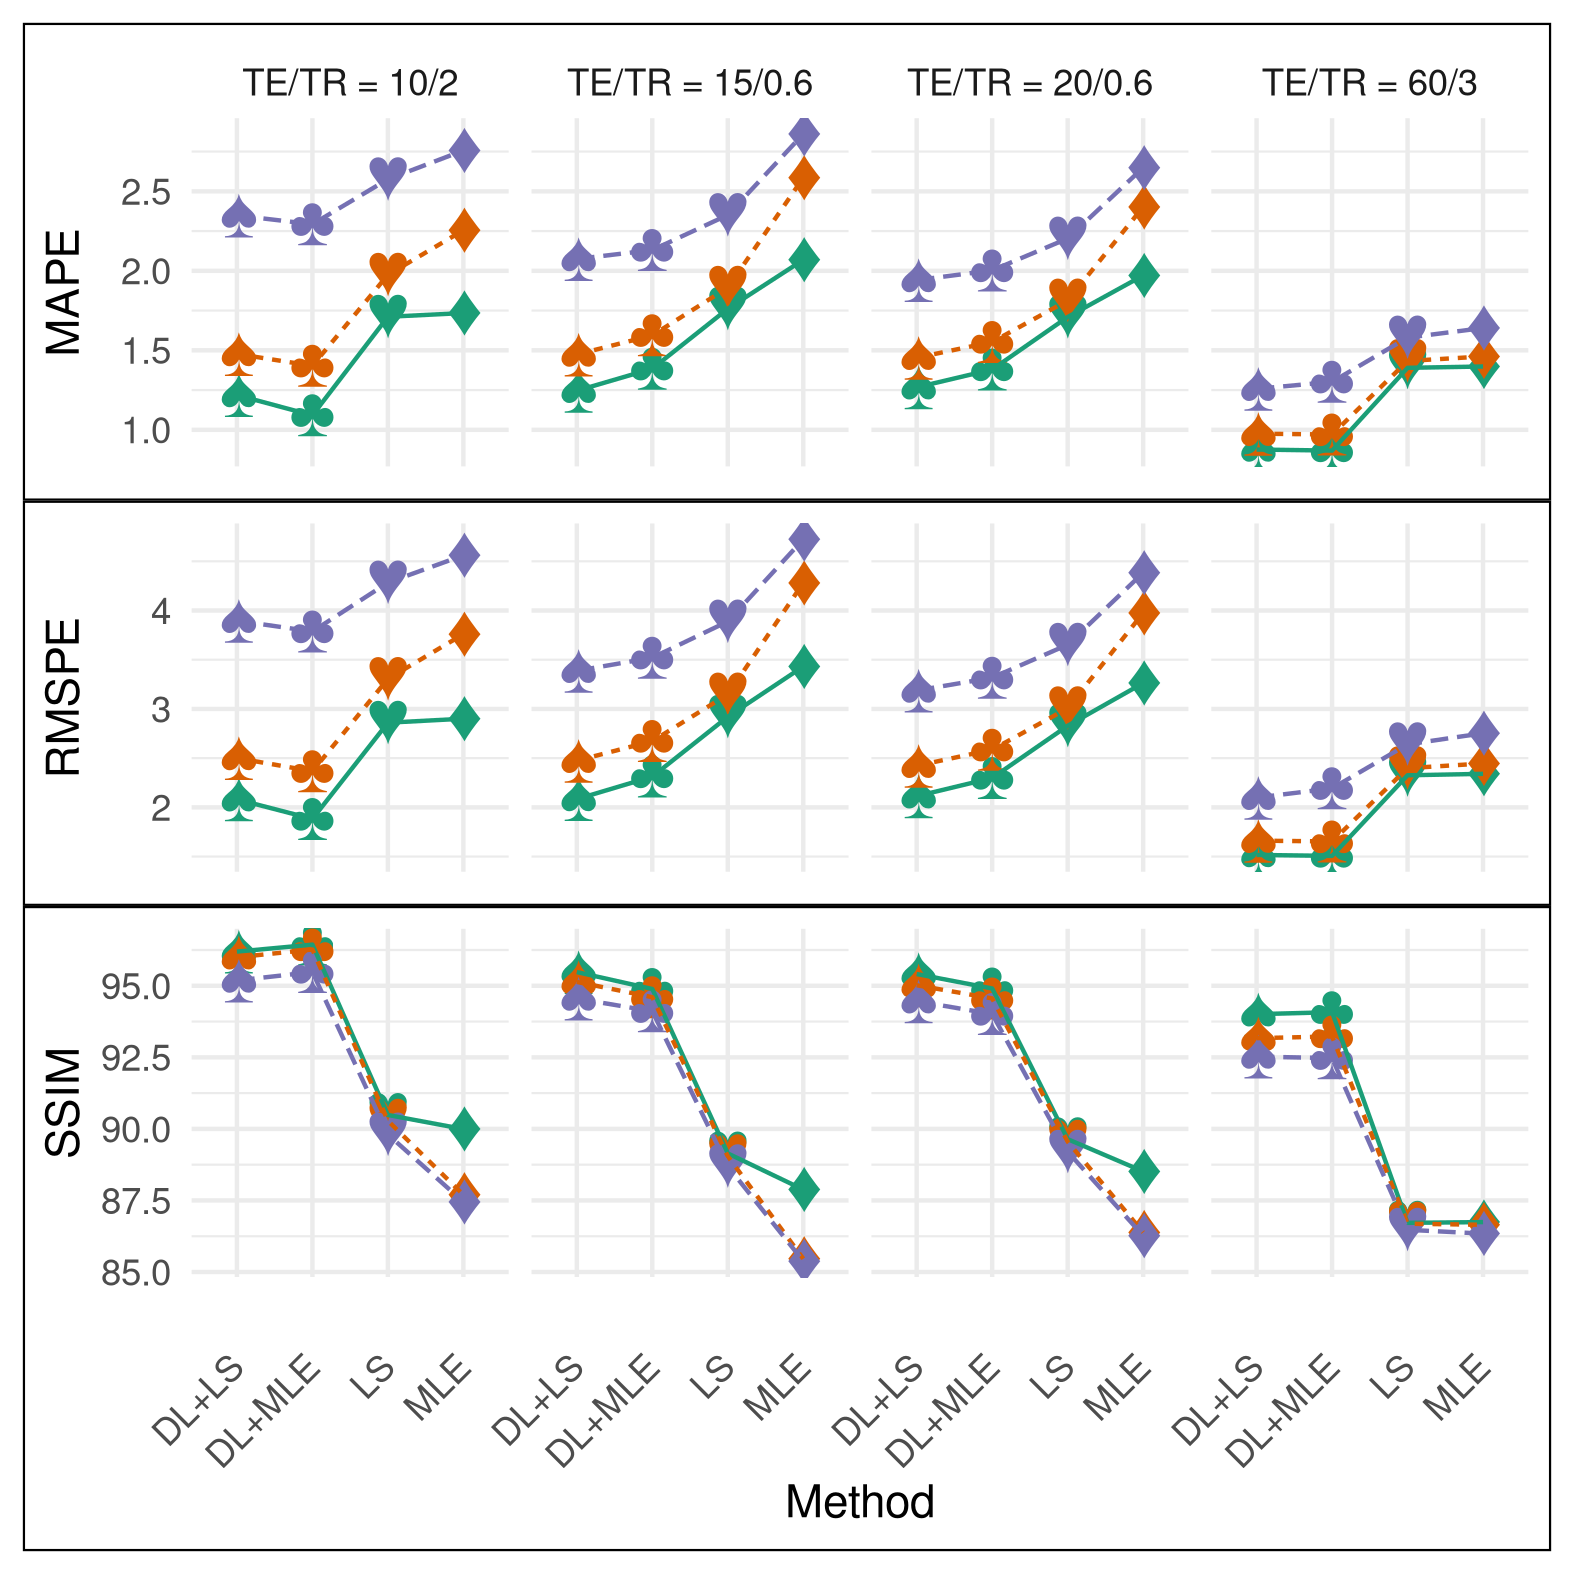 TE/TR = 10/2
TE/TR = 15/0.6
TE/TR = 20/0.6
TE/TR = 60/3
MAPE
2.5
2.0
1.5
1.0
RMSPE
4
3
2
SSIM
95.0
92.5
90.0
87.5
85.0
DL+LS
DL+MLE
LS
MLE
DL+LS
DL+MLE
LS
MLE
DL+LS
DL+MLE
LS
MLE
DL+LS
DL+MLE
LS
MLE
Method